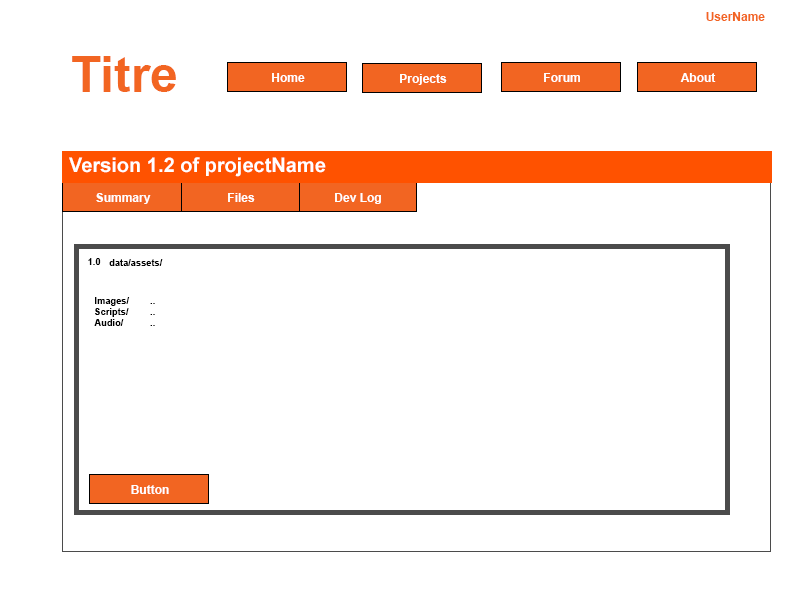 UserName
Titre
Home Projects Forum About
Version 1.2 of projectName
Summary Files Dev Log
1.0 data/assets/
Images/ ..
Scripts/ ..
Audio/ ..
Button